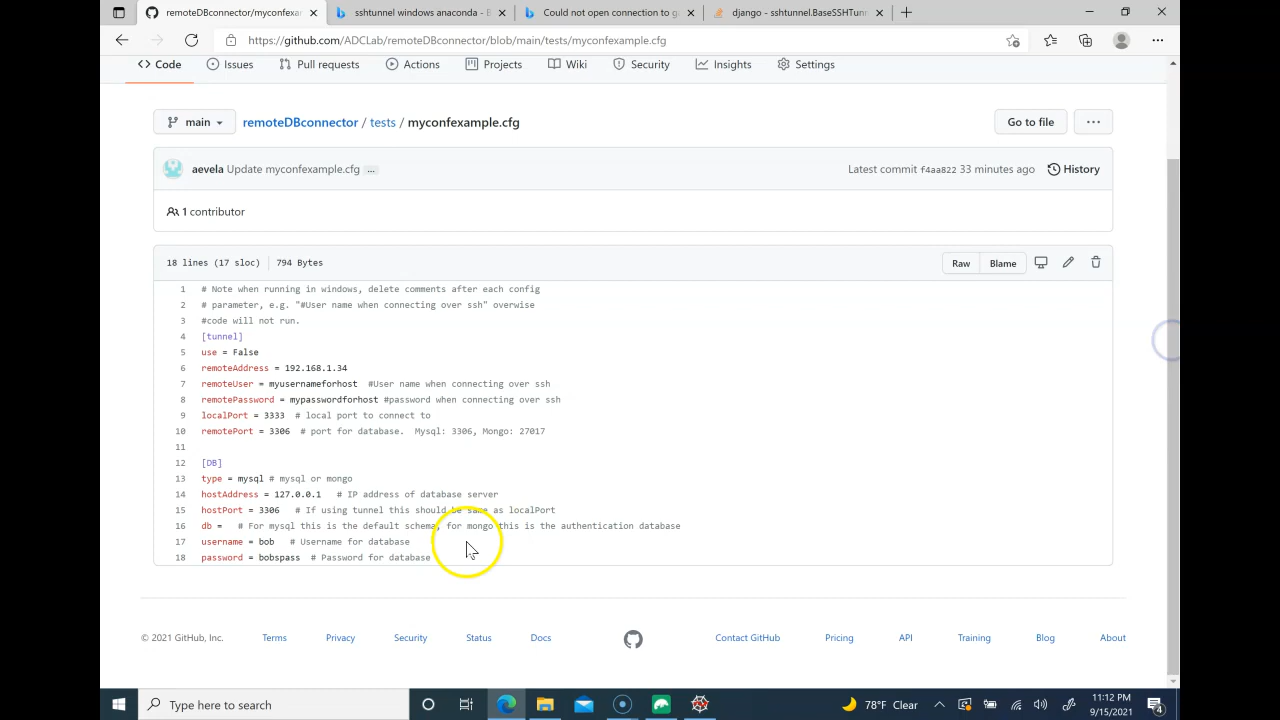 remoteDBconnector/myconfexar
sshtunnel windows anaconda - B
Could not open connection to ga
django - sshtunnel.BaseSSHTunn
https://github.com/ADCLab/remoteDBconnector/blob/main/tests/myconfexample.cfg
Code
Issues
Pull requests
Actions
Projects
Wiki
Security
Insights
Settings
main
remoteDBconnector / tests / myconfexample.cfg
Go to file
aevela Update myconfexample.cfg ...
Latest commit f4aa822 33 minutes ago
History
1 contributor
18 lines (17 sloc) | 794 Bytes
Raw
Blame
1 # Note when running in windows, delete comments after each config
2 # parameter, e.g. "#User name when connecting over ssh" overwise
3 #code will not run.
4 [tunnel]
5 use = False
6 remoteAddress = 192.168.1.34
7 remoteUser = myusernameforhost #User name when connecting over ssh
8 remotePassword = mypasswordforhost #password when connecting over ssh
9 localPort = 3333 # local port to connect to
10 remotePort = 3306 # port for database. Mysql: 3306, Mongo: 27017
11
12 [DB]
13 type = mysql # mysql or mongo
14 hostAddress = 127.0.0.1 # IP address of database server
15 hostPort = 3306 # If using tunnel this should be same as localPort
16 db = # For mysql this is the default schema, for mongo this is the authentication database
17 username = bob # Username for database
18 password = bobspass # Password for database
© 2021 GitHub, Inc.
Terms
Privacy
Security
Status
Docs
Contact GitHub
Pricing
API
Training
Blog
About
Type here to search
78°F Clear
11:12 PM
9/15/2021
4